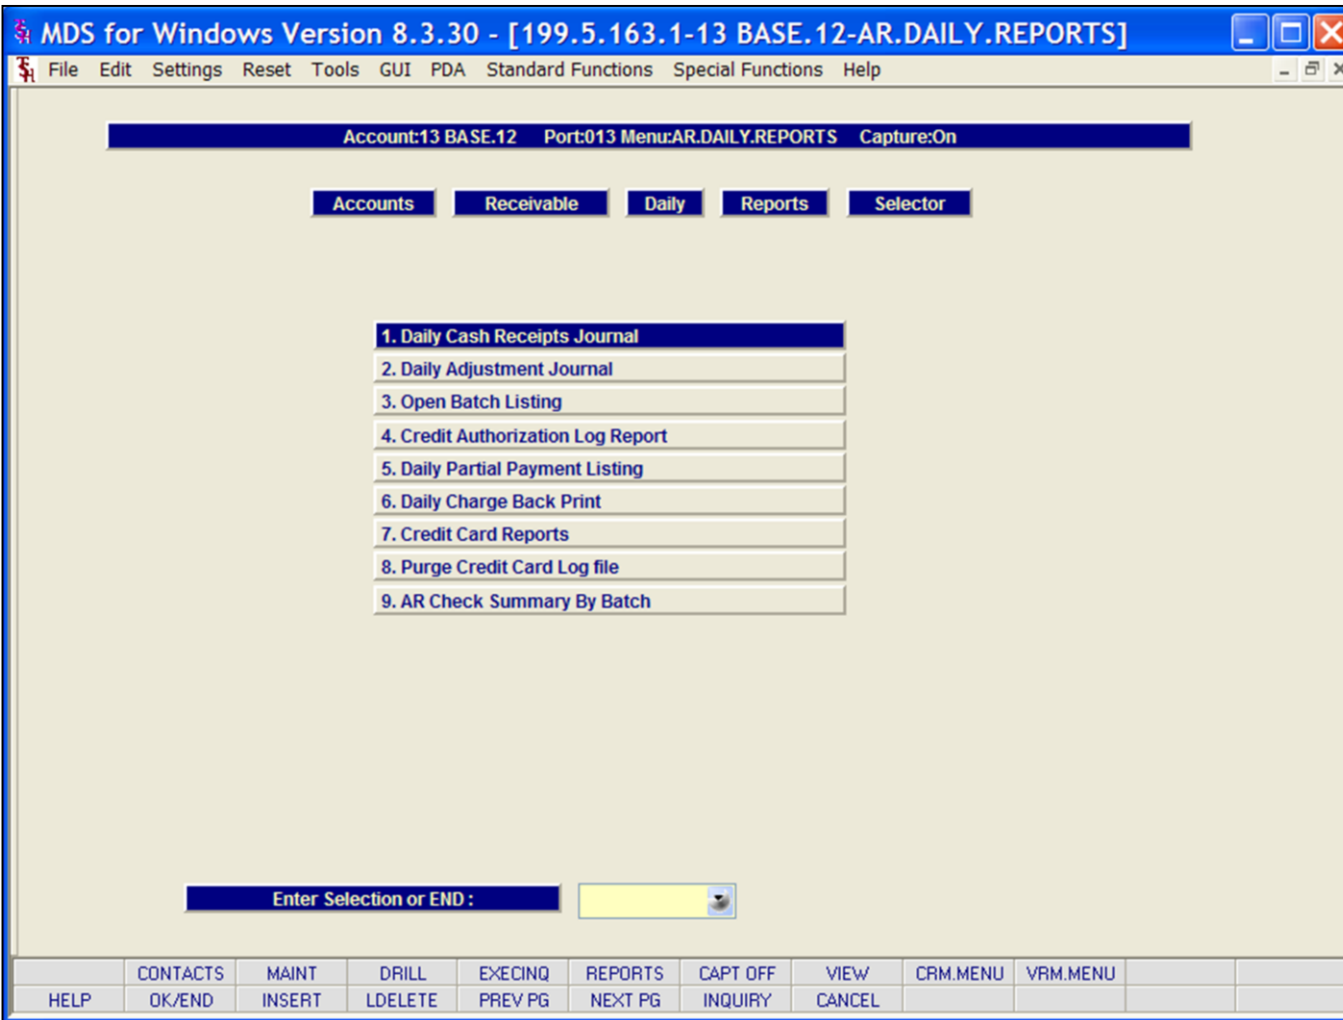 MDS for Windows Version 8.3.30 - [199.5.163.1-13 BASE.12-AR.DAILY.REPORTS]
File Edit Settings Reset Tools GUI PDA Standard Functions Special Functions Help
Account:13 BASE.12 Port:013 Menu:AR.DAILY.REPORTS Capture:On
Accounts Receivable Daily Reports Selector
1. Daily Cash Receipts Journal
2. Daily Adjustment Journal
3. Open Batch Listing
4. Credit Authorization Log Report
5. Daily Partial Payment Listing
6. Daily Charge Back Print
7. Credit Card Reports
8. Purge Credit Card Log file
9. AR Check Summary By Batch
Enter Selection or END :
CONTACTS MAINT DRILL EXECINQ REPORTS CAPT OFF VIEW CRM.MENU VRM.MENU
HELP OK/END INSERT LDELETE PREV PG NEXT PG INQUIRY CANCEL